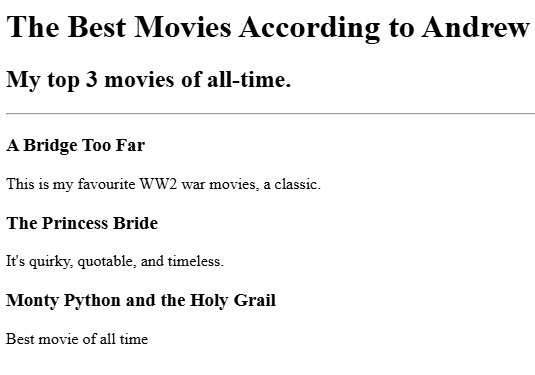 The Best Movies According to Andrew
My top 3 movies of all-time.
A Bridge Too Far
This is my favourite WW2 war movies, a classic.
The Princess Bride
It's quirky, quotable, and timeless.
Monty Python and the Holy Grail
Best movie of all time